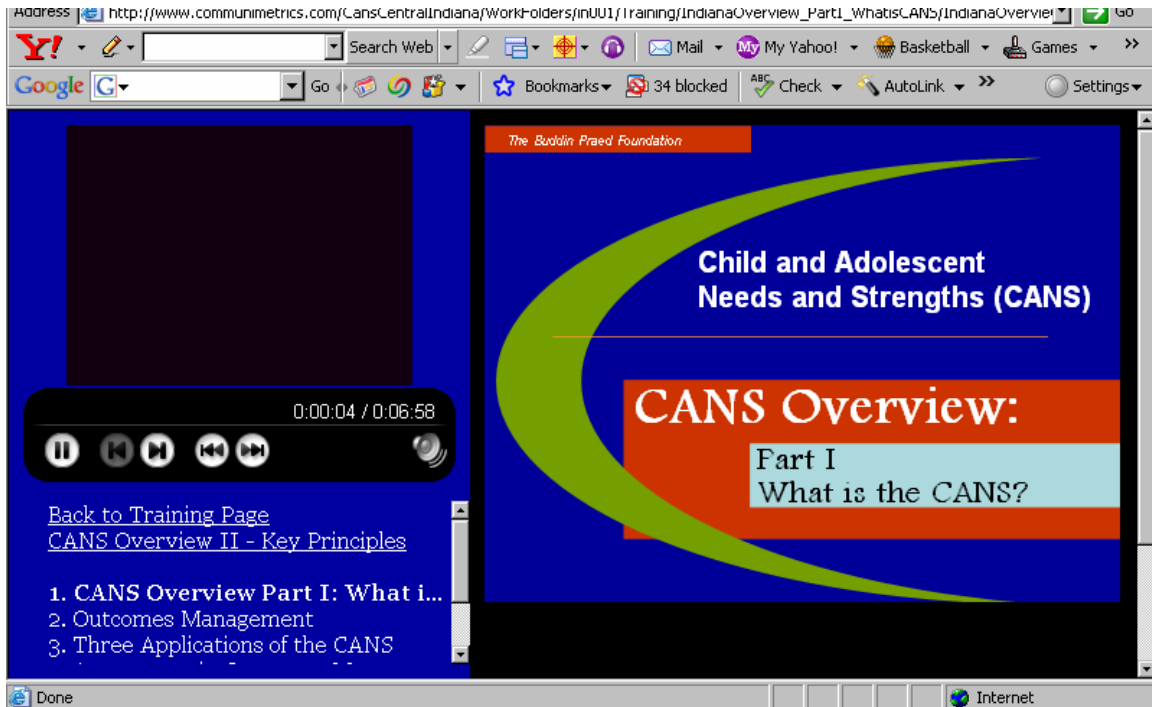 Address http://www.communimetrics.com/CansCentralIndiana/WorkFolders/in001/Training/IndianaOverview_Part1_WhatisCANS/IndianaOvervie Go
Y! Search Web Mail My Yahoo! Basketball Games »
Google G Go Bookmarks 34 blocked ABC Check AutoLink » Settings
The Buddin Praed Foundation
Child and Adolescent
Needs and Strengths (CANS)
CANS Overview:
Part I
What is the CANS?
0:00:04 / 0:06:58
Back to Training Page
CANS Overview II - Key Principles
1. CANS Overview Part I: What i...
2. Outcomes Management
3. Three Applications of the CANS
Done Internet